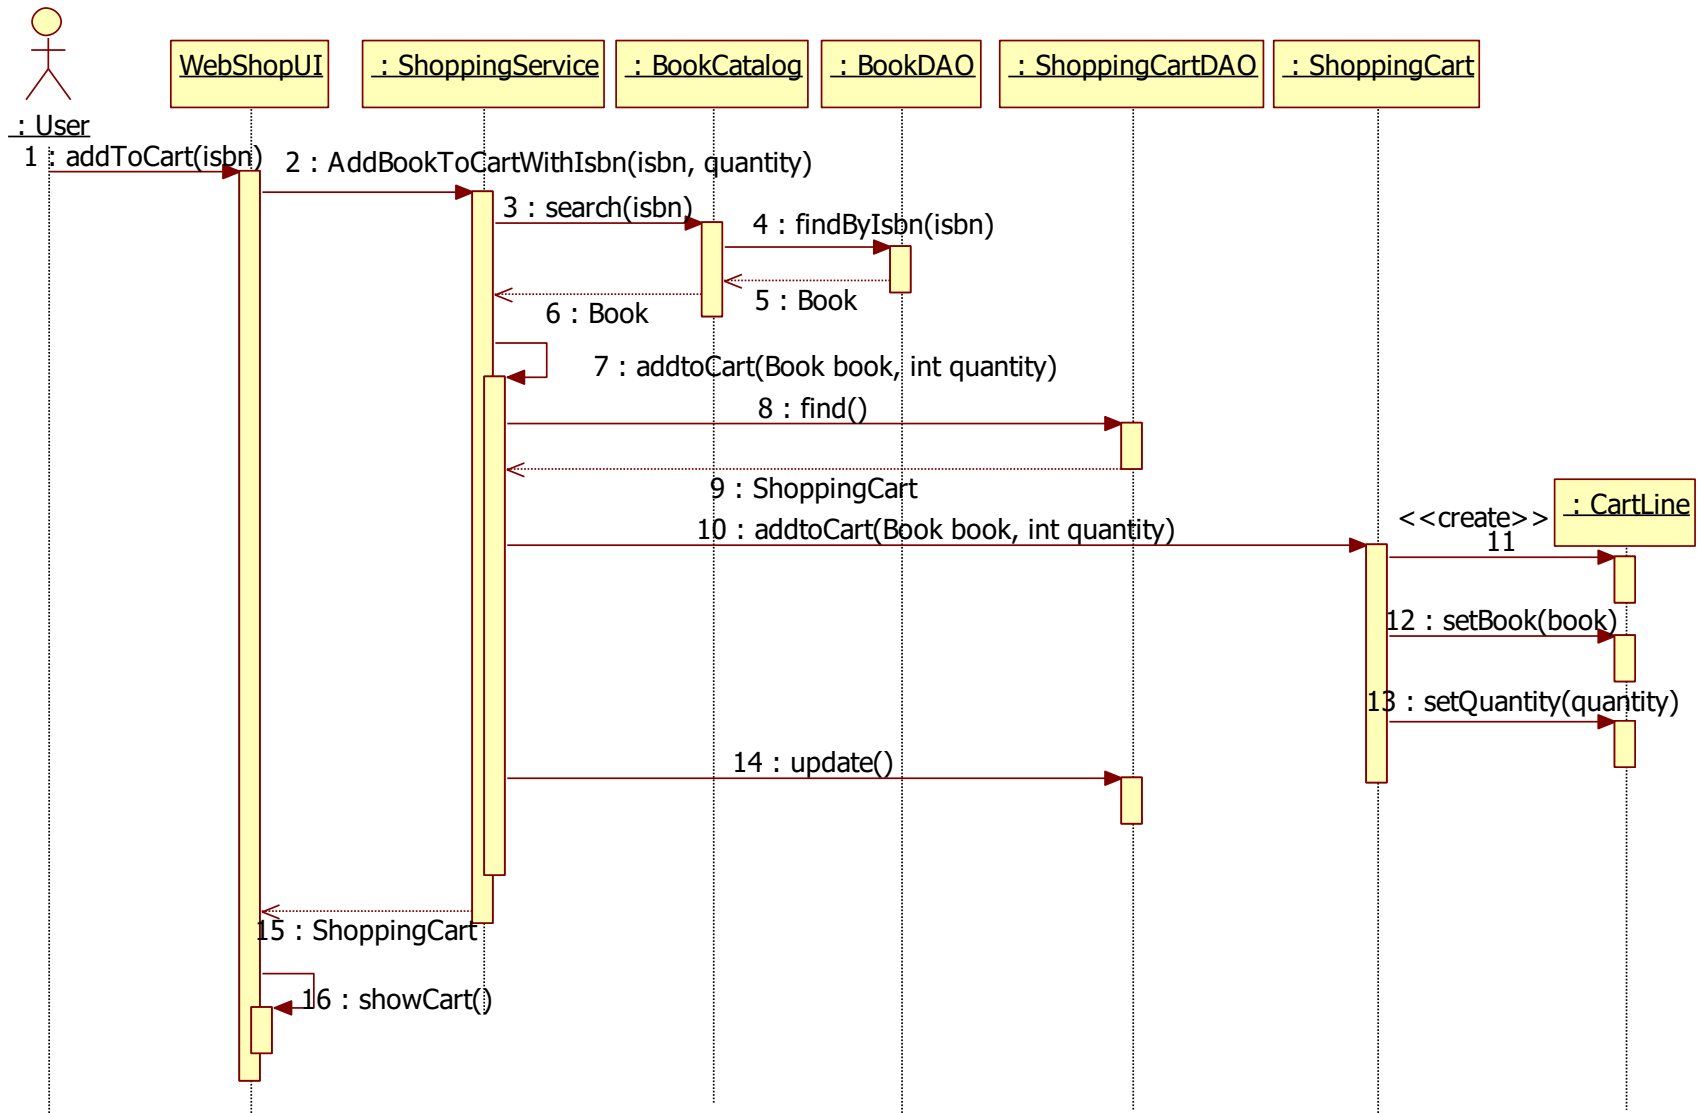 : User
WebShopUI
: ShoppingService
: BookCatalog
: BookDAO
: ShoppingCartDAO
: ShoppingCart
1 : addToCart(isbn)
2 : AddBookToCartWithIsbn(isbn, quantity)
3 : search(isbn)
4 : findByIsbn(isbn)
5 : Book
6 : Book
7 : addtoCart(Book book, int quantity)
8 : find()
9 : ShoppingCart
: CartLine
10 : addtoCart(Book book, int quantity)
<<create>>
11
12 : setBook(book)
13 : setQuantity(quantity)
14 : update()
15 : ShoppingCart
16 : showCart()